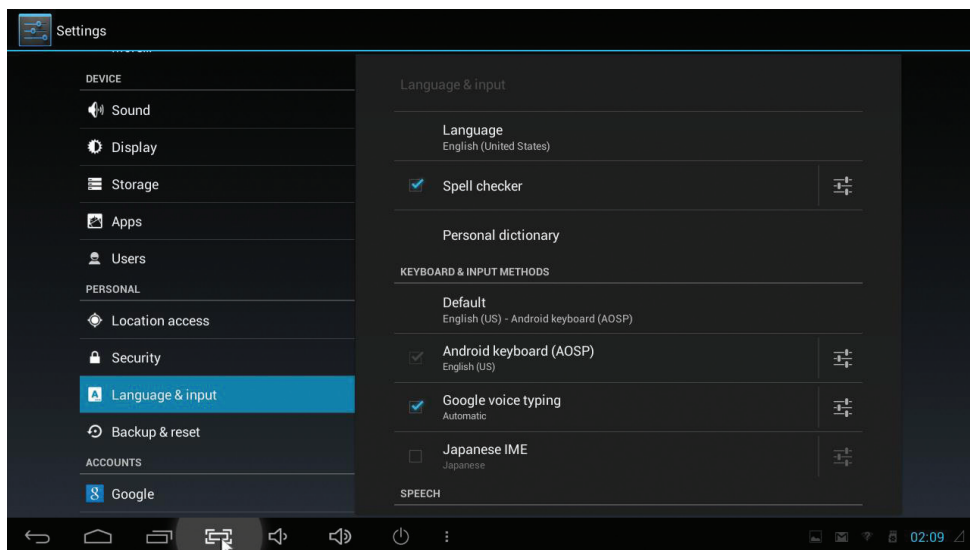 Settings
DEVICE
Sound
Display
Storage
Apps
Users
PERSONAL
Location access
Security
Language & input
Backup & reset
ACCOUNTS
Google
Language & input
Language
English (United States)
Spell checker
Personal dictionary
KEYBOARD & INPUT METHODS
Default
English (US) - Android keyboard (AOSP)
Android keyboard (AOSP)
English (US)
Google voice typing
Automatic
Japanese IME
Japanese
SPEECH
02:09